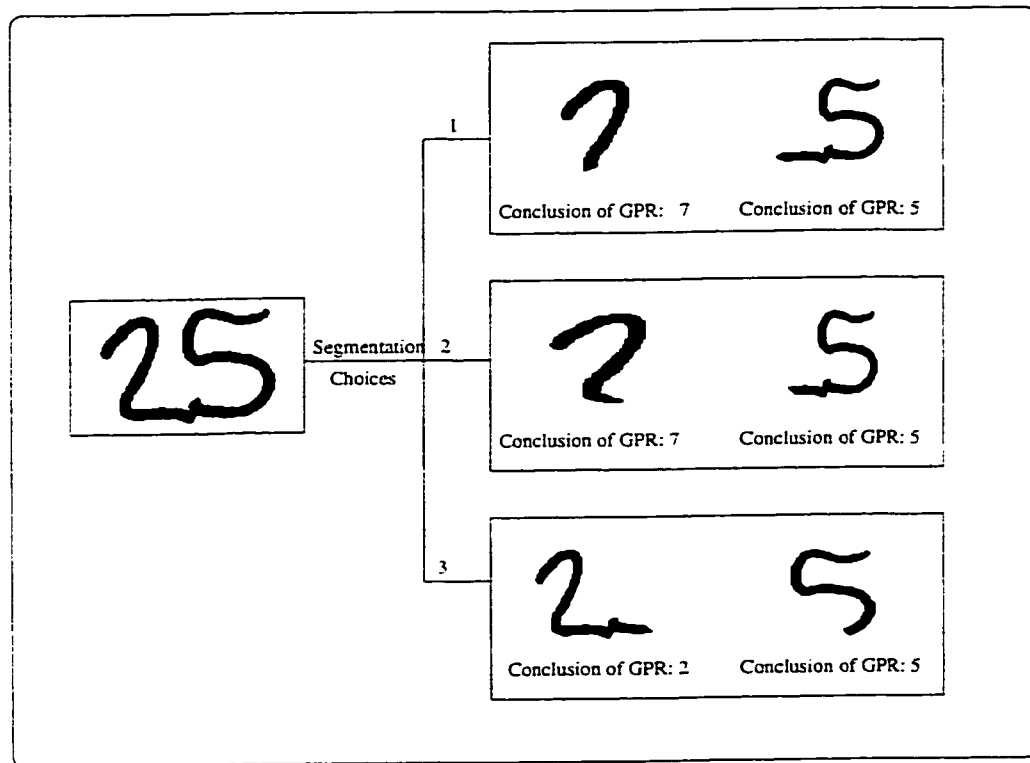 1
7 5
Conclusion of GPR: 7 Conclusion of GPR: 5
25
Segmentation 2
Choices
2 5
Conclusion of GPR: 7 Conclusion of GPR: 5
3
2 5
Conclusion of GPR: 2 Conclusion of GPR: 5